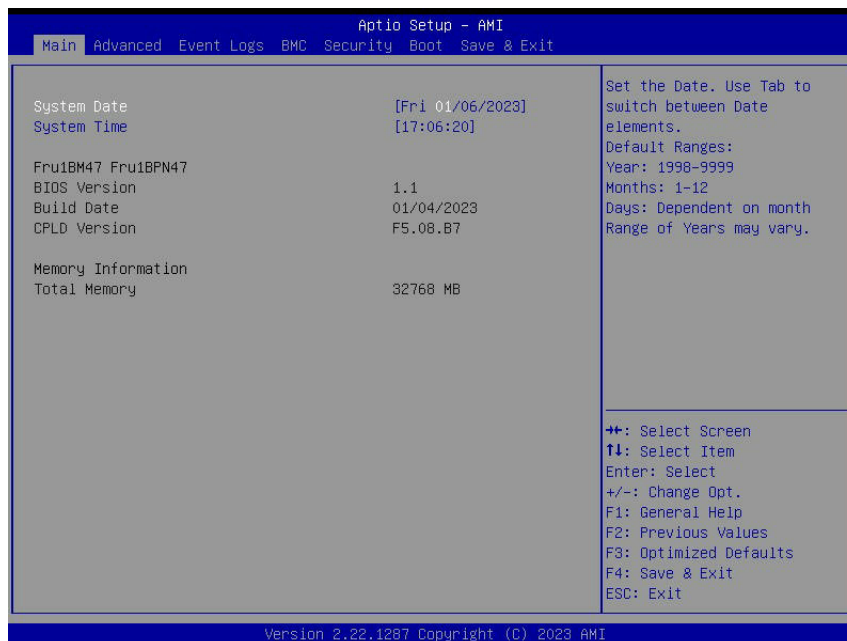 Aptio Setup - AMI
Main Advanced Event Logs BMC Security Boot Save & Exit
System Date [Fri 01/06/2023]
System Time [17:06:20]
Fru1BM47 Fru1BPN47
BIOS Version 1.1
Build Date 01/04/2023
CPLD Version F5.08.B7
Memory Information
Total Memory 32768 MB
Set the Date. Use Tab to
switch between Date
elements.
Default Ranges:
Year: 1998-9999
Months: 1-12
Days: Dependent on month
Range of Years may vary.
→←: Select Screen
↑↓: Select Item
Enter: Select
+/-: Change Opt.
F1: General Help
F2: Previous Values
F3: Optimized Defaults
F4: Save & Exit
ESC: Exit
Version 2.22.1287 Copyright (C) 2023 AMI